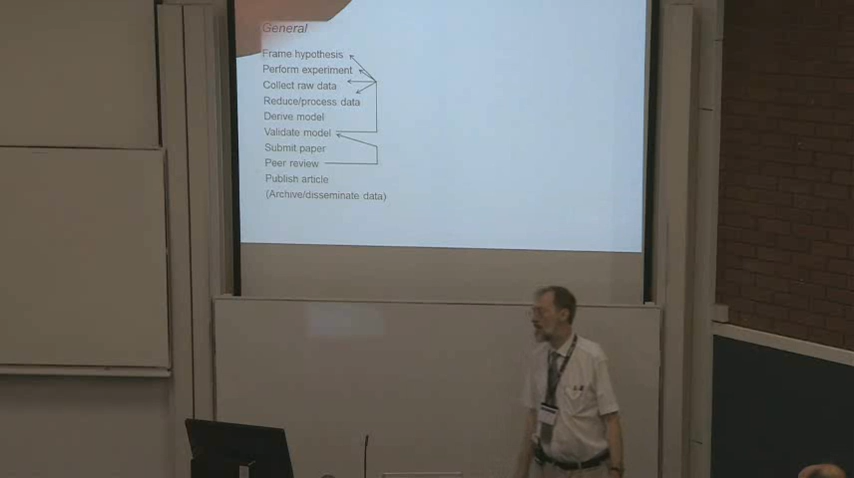 General
Frame hypothesis
Perform experiment
Collect raw data
Reduce/process data
Derive model
Validate model
Submit paper
Peer review
Publish article
(Archive/disseminate data)